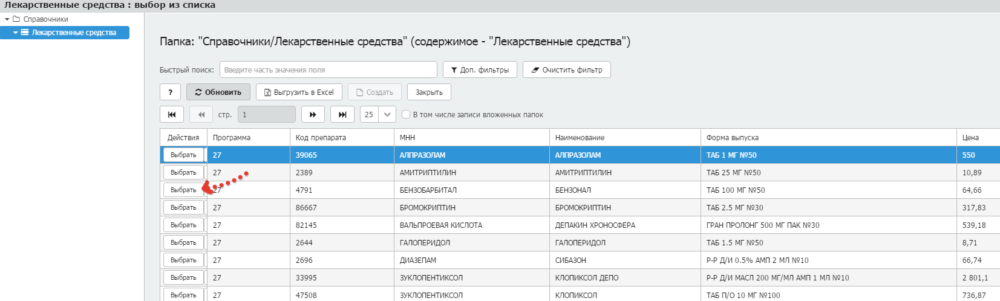 Лекарственные средства : выбор из списка
Справочники
Лекарственные средства
Папка: "Справочники/Лекарственные средства" (содержимое - "Лекарственные средства")
Быстрый поиск: Введите часть значения поля Доп. фильтры Очистить фильтр
? Обновить Выгрузить в Excel Создать Закрыть
стр. 1 25 В том числе записи вложенных папок
Действия Программа Код препарата МНН Наименование Форма выпуска Цена
Выбрать 27 39065 АЛПРАЗОЛАМ АЛПРАЗОЛАМ ТАБ 1 МГ №50 550
Выбрать 27 2389 АМИТРИПТИЛИН АМИТРИПТИЛИН ТАБ 25 МГ №50 10,89
Выбрать 27 4791 БЕНЗОБАРБИТАЛ БЕНЗОНАЛ ТАБ 100 МГ №50 64,66
Выбрать 27 86667 БРОМОКРИПТИН БРОМОКРИПТИН ТАБ 2.5 МГ №30 317,83
Выбрать 27 82145 ВАЛЬПРОЕВАЯ КИСЛОТА ДЕПАКИН ХРОНОСФЕРА ГРАН ПРОЛОНГ 500 МГ ПАК №30 539,18
Выбрать 27 2644 ГАЛОПЕРИДОЛ ГАЛОПЕРИДОЛ ТАБ 1.5 МГ №50 8,71
Выбрать 27 2696 ДИАЗЕПАМ СИБАЗОН Р-Р Д/И 0.5% АМП 2 МЛ №10 66,74
Выбрать 27 33995 ЗУКЛОПЕНТИКСОЛ КЛОПИКСОЛ ДЕПО Р-Р Д/И МАСЛ 200 МГ/МЛ АМП 1 МЛ №10 2 801,1
Выбрать 27 47508 ЗУКЛОПЕНТИКСОЛ КЛОПИКСОЛ ТАБ П/О 10 МГ №100 736,87